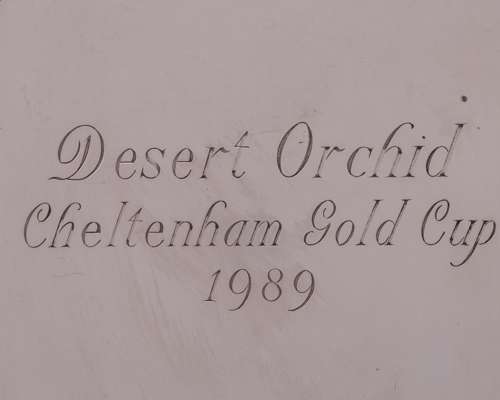 Desert Orchid
Cheltenham Gold Cup
1989